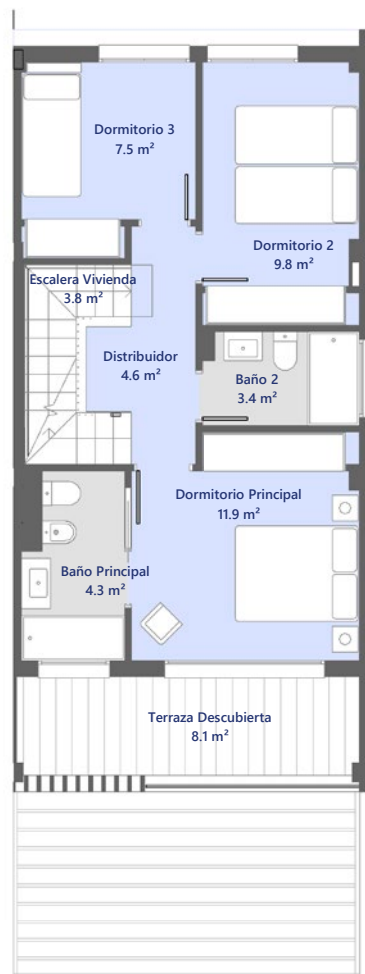 Dormitorio 3
7.5 m²
Dormitorio 2
9.8 m²
Escalera Vivienda
3.8 m²
Distribuidor
4.6 m²
Baño 2
3.4 m²
Dormitorio Principal
11.9 m²
Baño Principal
4.3 m²
Terraza Descubierta
8.1 m²